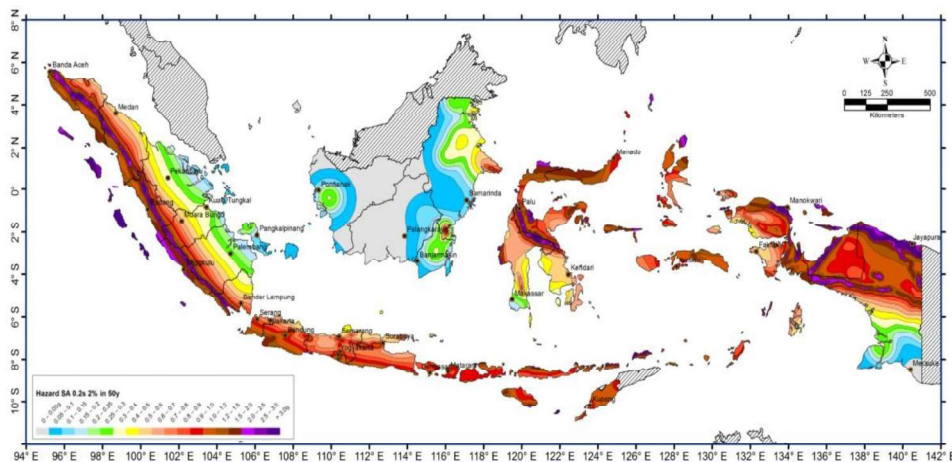 8° N
6° N
4° N
2° N
0°
2° S
4° S
6° S
8° S
10° S
N
W E
S
0 125 250 500
Kilometers
Banda Aceh
Medan
Manado
Pekanbaru
Pontianak
Samarinda
Palu
Manokwari
Padang
Kuala Tungkal
Muara Bungo
Pangkalpinang
Palangkaraya
Jayapura
Palembang
Banjarmasin
Bengkulu
Kendari
Makassar
Bandar Lampung
Serang
Jakarta
Bandung
Semarang
Surabaya
Yogyakarta
Mataram
Merauke
Kupang
Hazard SA 0.2s 2% in 50y
94° E 96° E 98° E 100° E 102° E 104° E 106° E 108° E 110° E 112° E 114° E 116° E 118° E 120° E 122° E 124° E 126° E 128° E 130° E 132° E 134° E 136° E 138° E 140° E 142° E